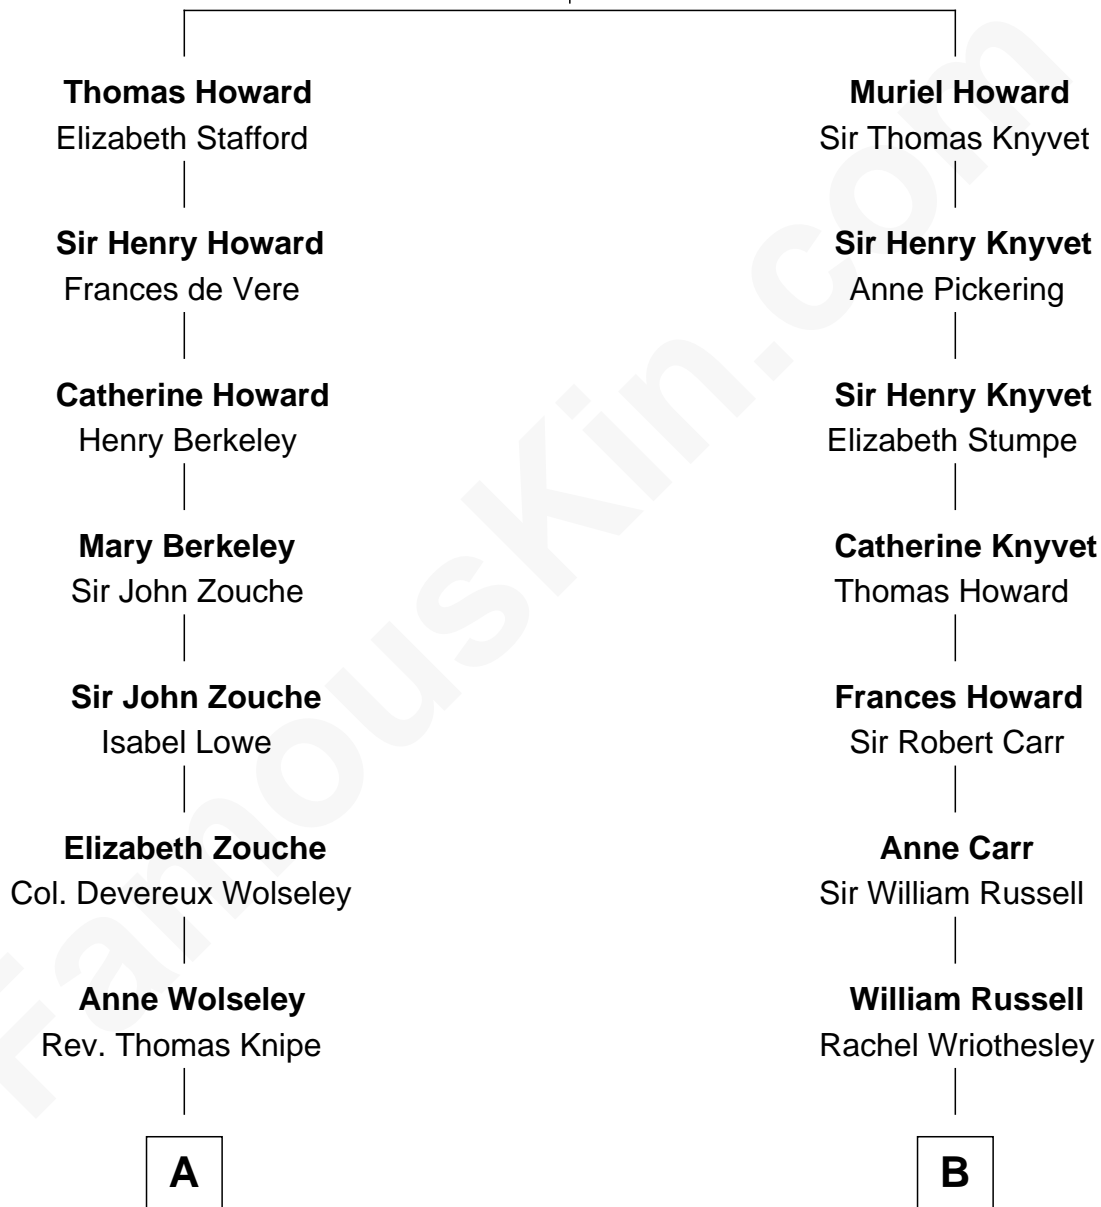 Thomas Howard
Elizabeth Stafford
Sir Henry Howard
Frances de Vere
Catherine Howard
Henry Berkeley
Mary Berkeley
Sir John Zouche
Sir John Zouche
Isabel Lowe
Elizabeth Zouche
Col. Devereux Wolseley
Anne Wolseley
Rev. Thomas Knipe
A
Muriel Howard
Sir Thomas Knyvet
Sir Henry Knyvet
Anne Pickering
Sir Henry Knyvet
Elizabeth Stumpe
Catherine Knyvet
Thomas Howard
Frances Howard
Sir Robert Carr
Anne Carr
Sir William Russell
William Russell
Rachel Wriothesley
B
FamousKin.com